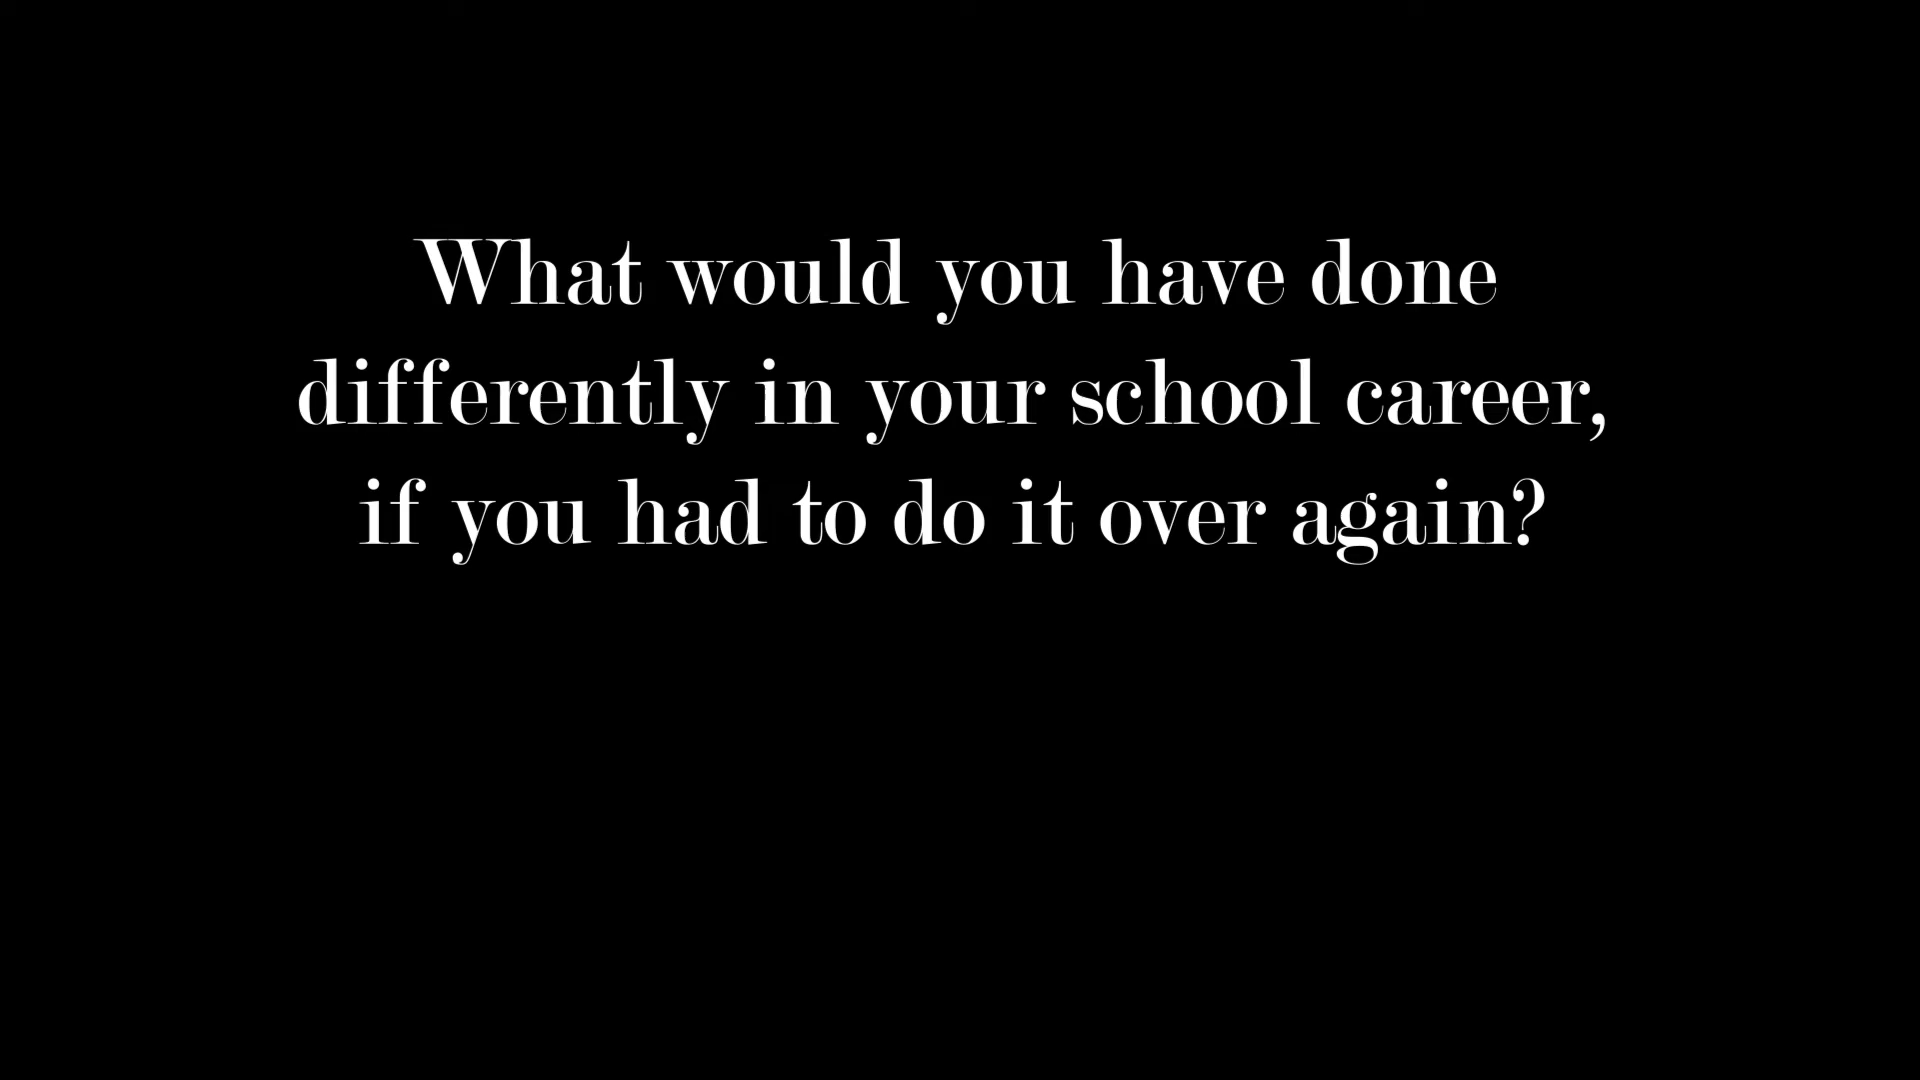 What would you have done
differently in your school career,
if you had to do it over again?